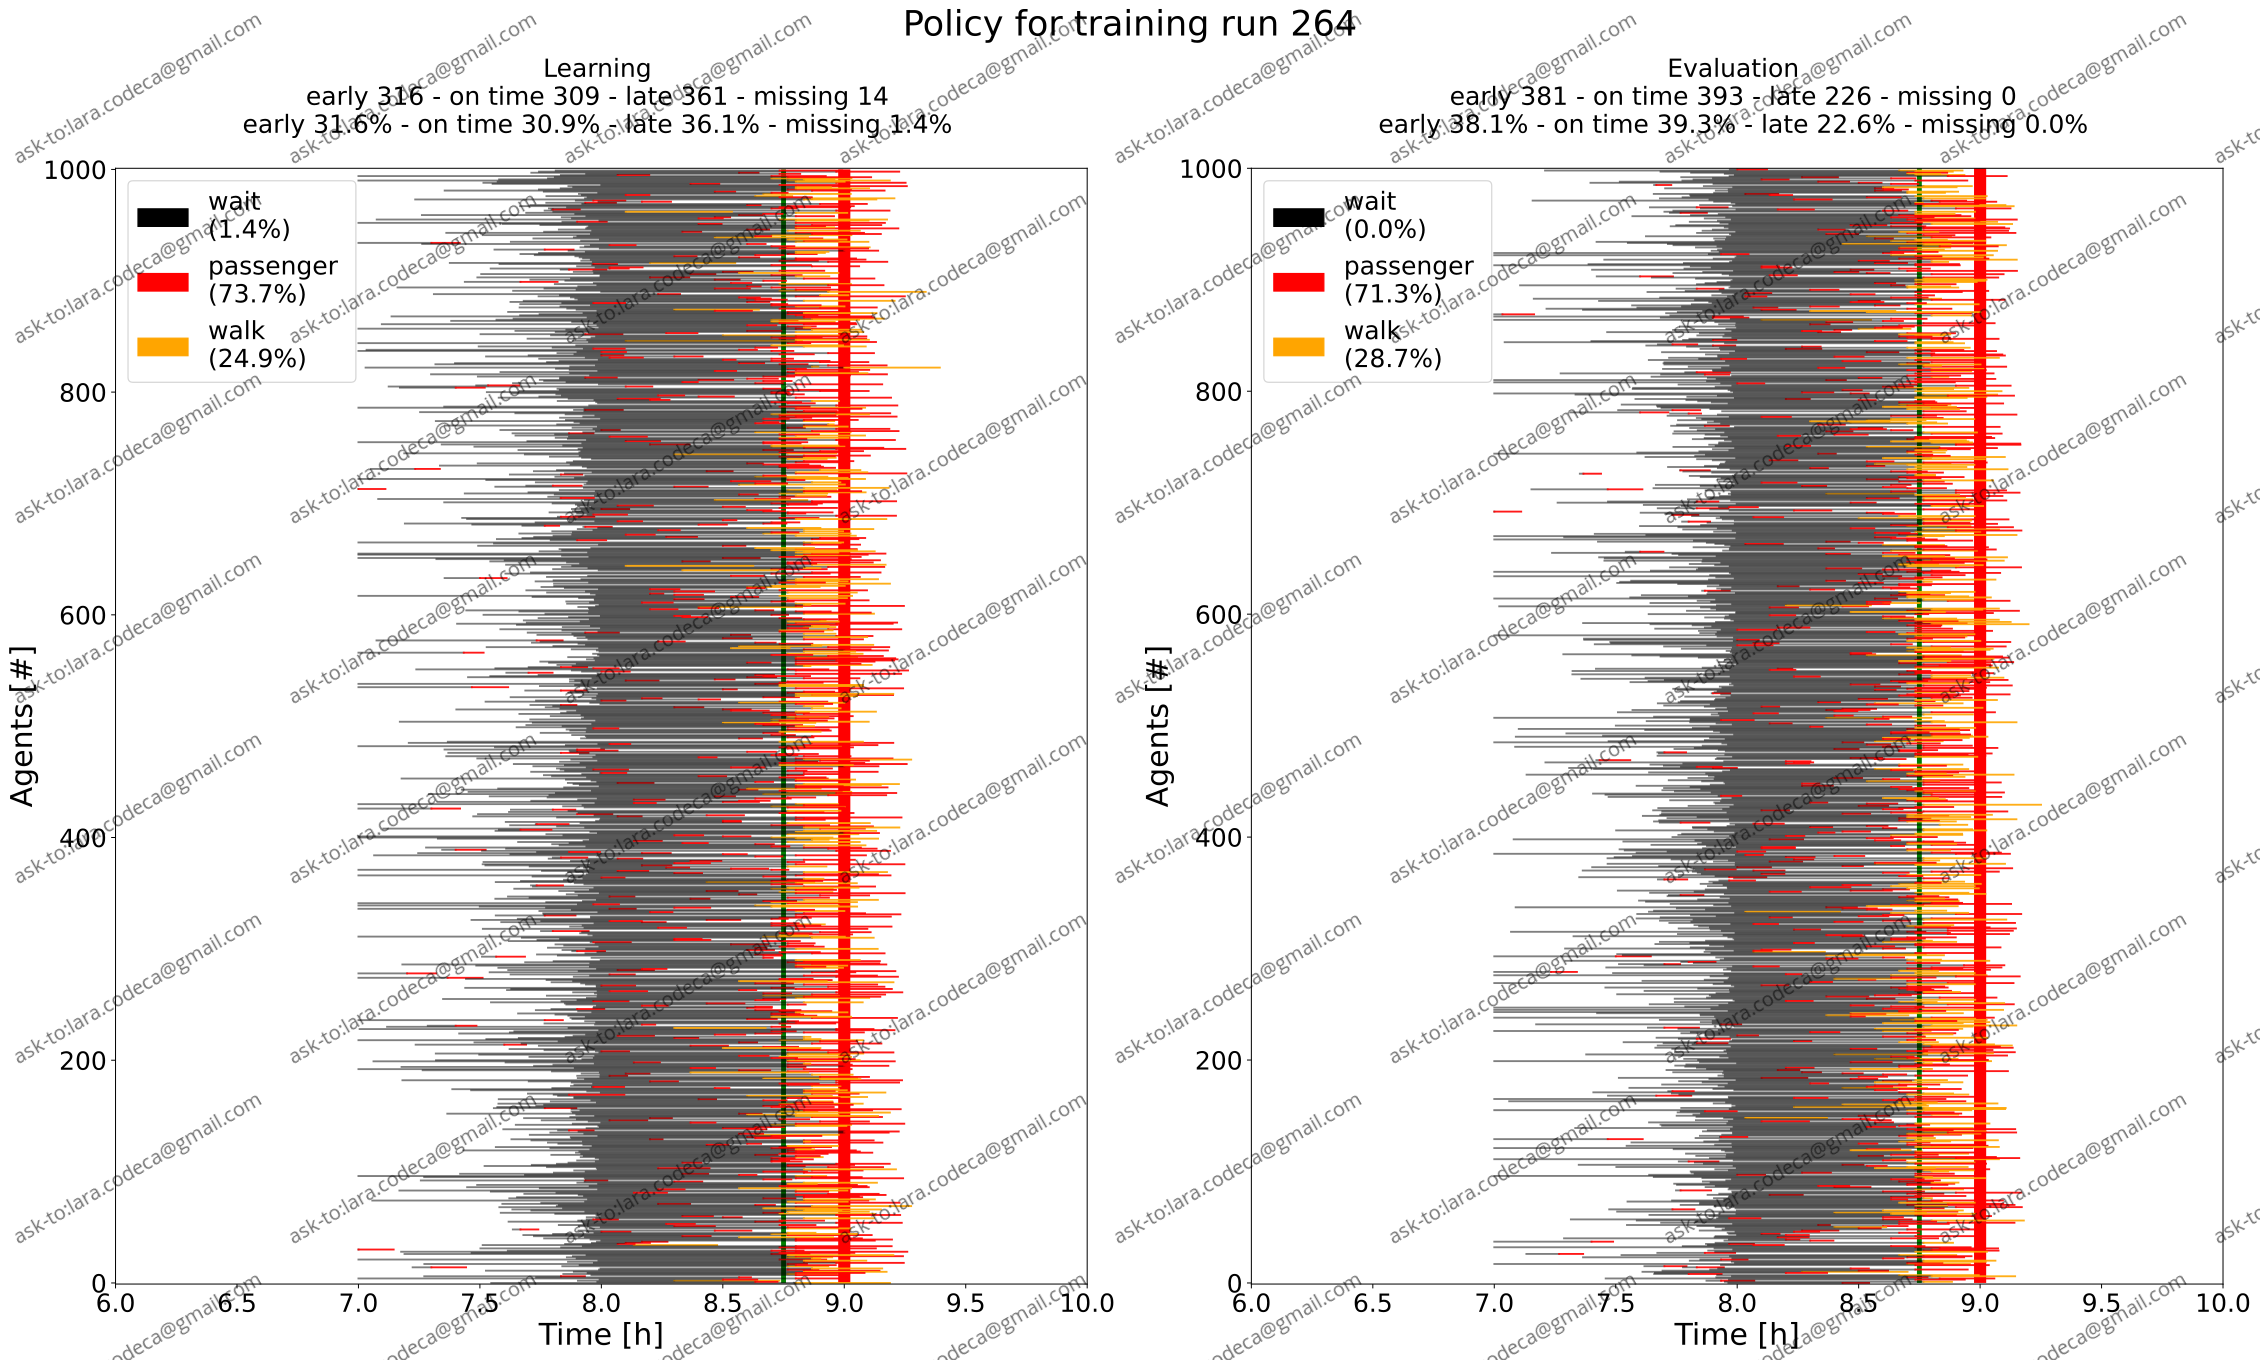 Policy for training run 264
Learning
early 316 - on time 309 - late 361 - missing 14
early 31.6% - on time 30.9% - late 36.1% - missing 1.4%
1000
800
600
400
200
0
Agents [#]
wait
(1.4%)
passenger
(73.7%)
walk
(24.9%)
6.0 6.5 7.0 7.5 8.0 8.5 9.0 9.5 10.0
Time [h]
Evaluation
early 381 - on time 393 - late 226 - missing 0
early 38.1% - on time 39.3% - late 22.6% - missing 0.0%
1000
800
600
400
200
0
Agents [#]
wait
(0.0%)
passenger
(71.3%)
walk
(28.7%)
6.0 6.5 7.0 7.5 8.0 8.5 9.0 9.5 10.0
Time [h]
ask-to:lara.codeca@gmail.com